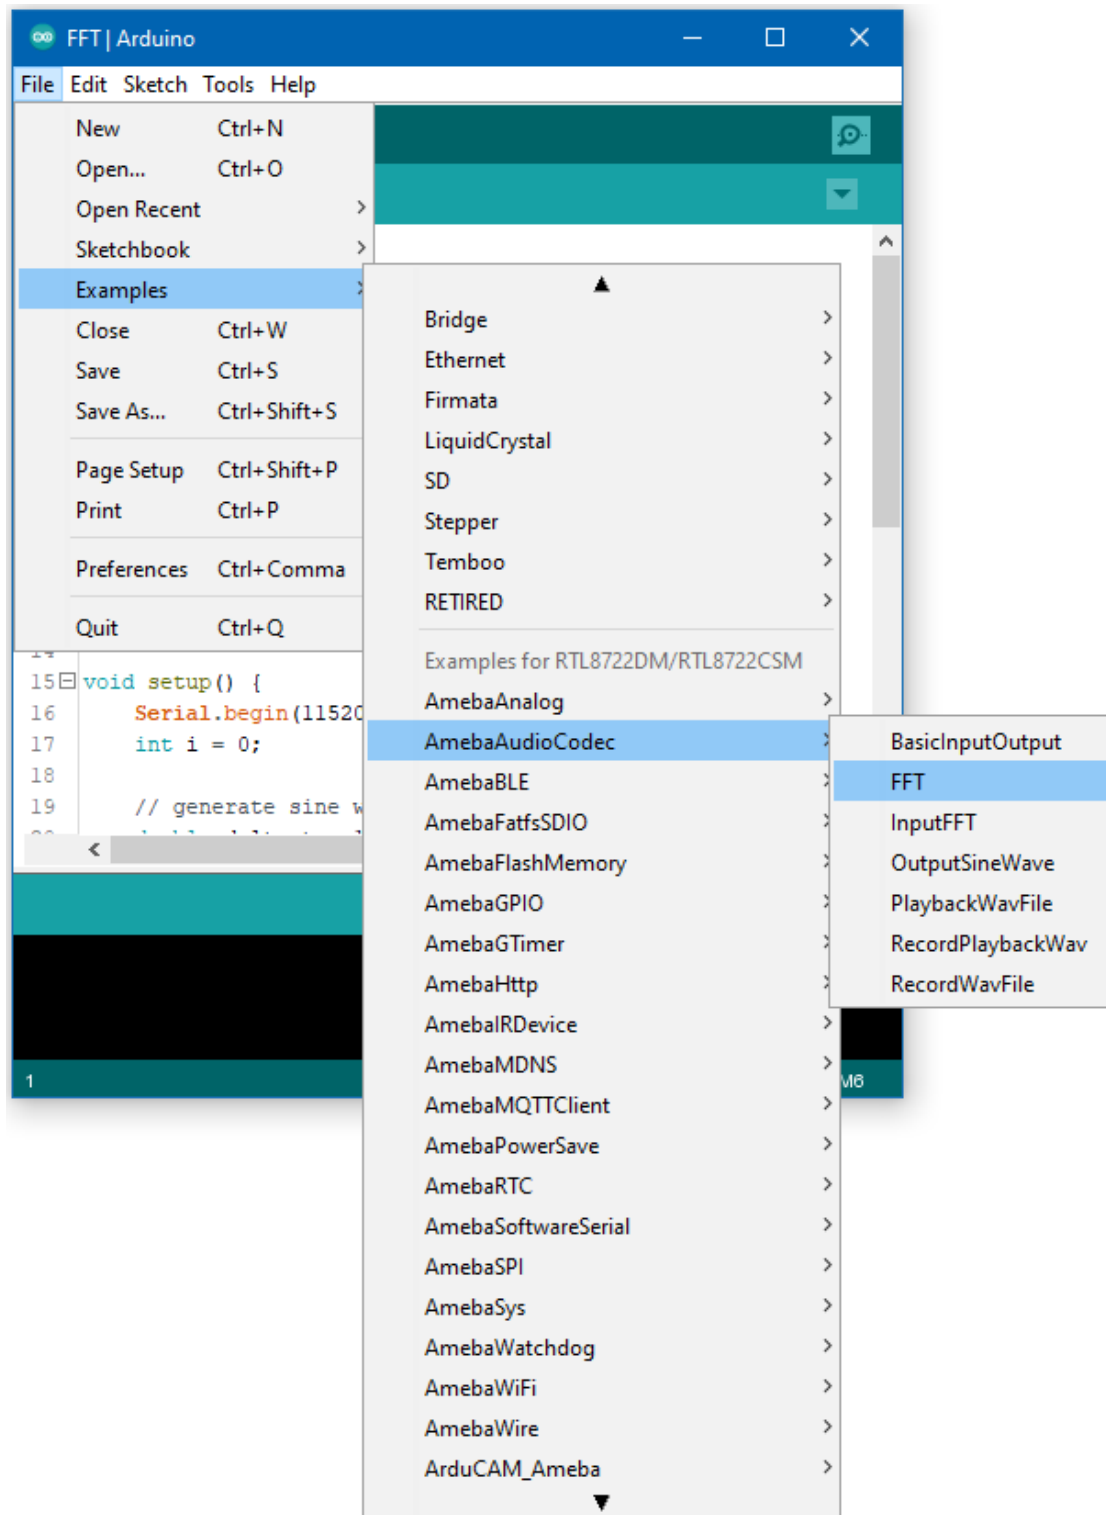 FFT | Arduino
File Edit Sketch Tools Help
New Ctrl+N
Open... Ctrl+O
Open Recent
Sketchbook
Examples
Close Ctrl+W
Save Ctrl+S
Save As... Ctrl+Shift+S
Page Setup Ctrl+Shift+P
Print Ctrl+P
Preferences Ctrl+Comma
Quit Ctrl+Q
Bridge
Ethernet
Firmata
LiquidCrystal
SD
Stepper
Temboo
RETIRED
Examples for RTL8722DM/RTL8722CSM
AmebaAnalog
AmebaAudioCodec
AmebaBLE
AmebaFatfsSDIO
AmebaFlashMemory
AmebaGPIO
AmebaGTimer
AmebaHttp
AmebaIRDevice
AmebaMDNS
AmebaMQTTClient
AmebaPowerSave
AmebaRTC
AmebaSoftwareSerial
AmebaSPI
AmebaSys
AmebaWatchdog
AmebaWiFi
AmebaWire
ArduCAM_Ameba
BasicInputOutput
FFT
InputFFT
OutputSineWave
PlaybackWavFile
RecordPlaybackWav
RecordWavFile
15 void setup() {
16 Serial.begin(11520
17 int i = 0;
18
19 // generate sine w
1
M6